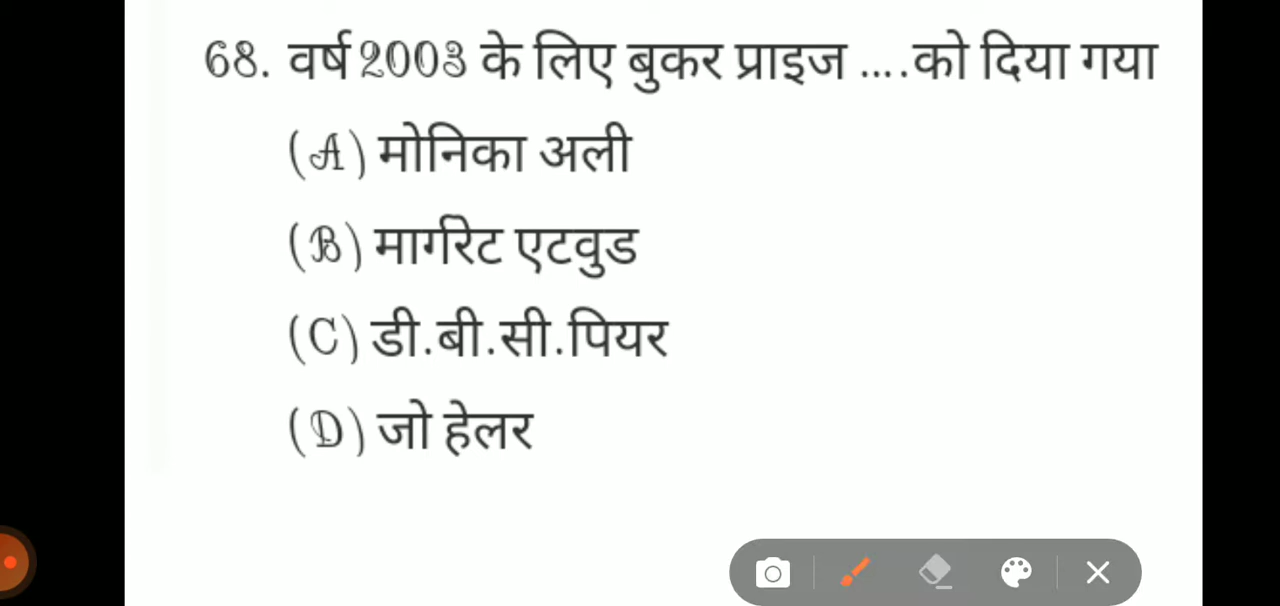 68. वर्ष 2003 के लिए बुकर प्राइज ....को दिया गया
(A) मोनिका अली
(B) मार्गरेट एटवुड
(C) डी.बी.सी.पियर
(D) जो हेलर